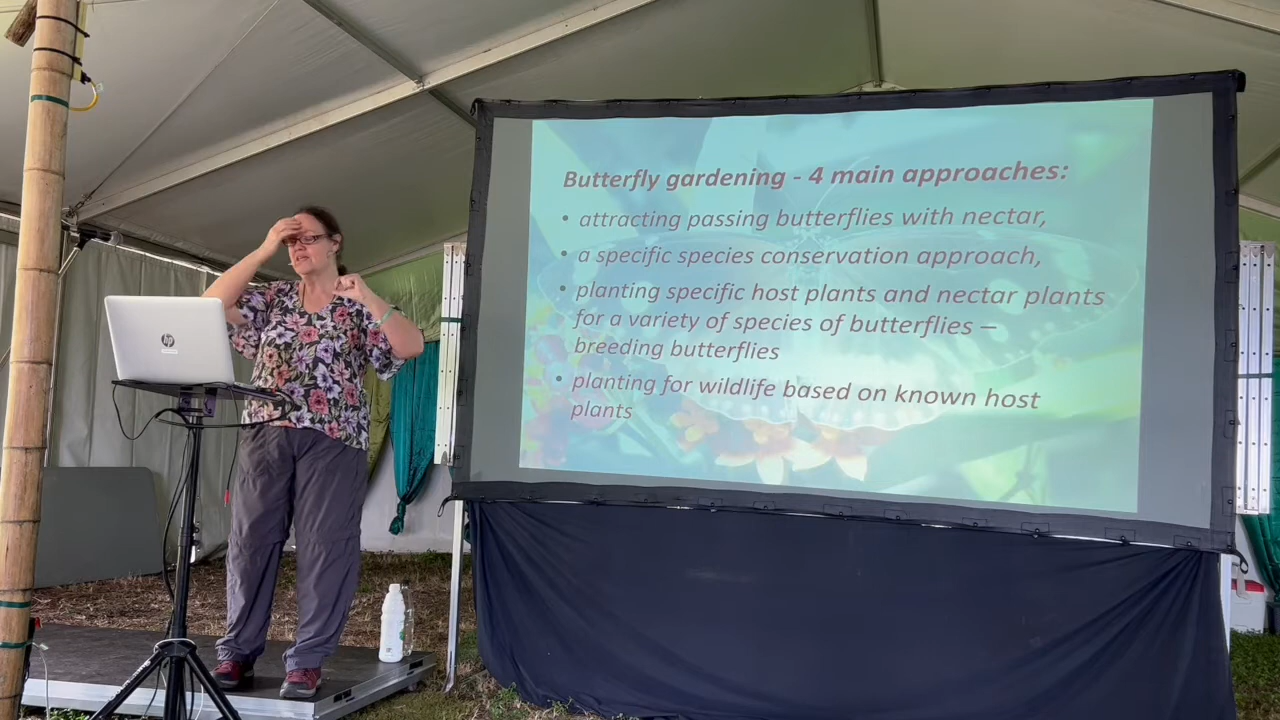 Butterfly gardening - 4 main approaches:
• attracting passing butterflies with nectar,
• a specific species conservation approach,
• planting specific host plants and nectar plants
for a variety of species of butterflies –
breeding butterflies
• planting for wildlife based on known host
plants
hp